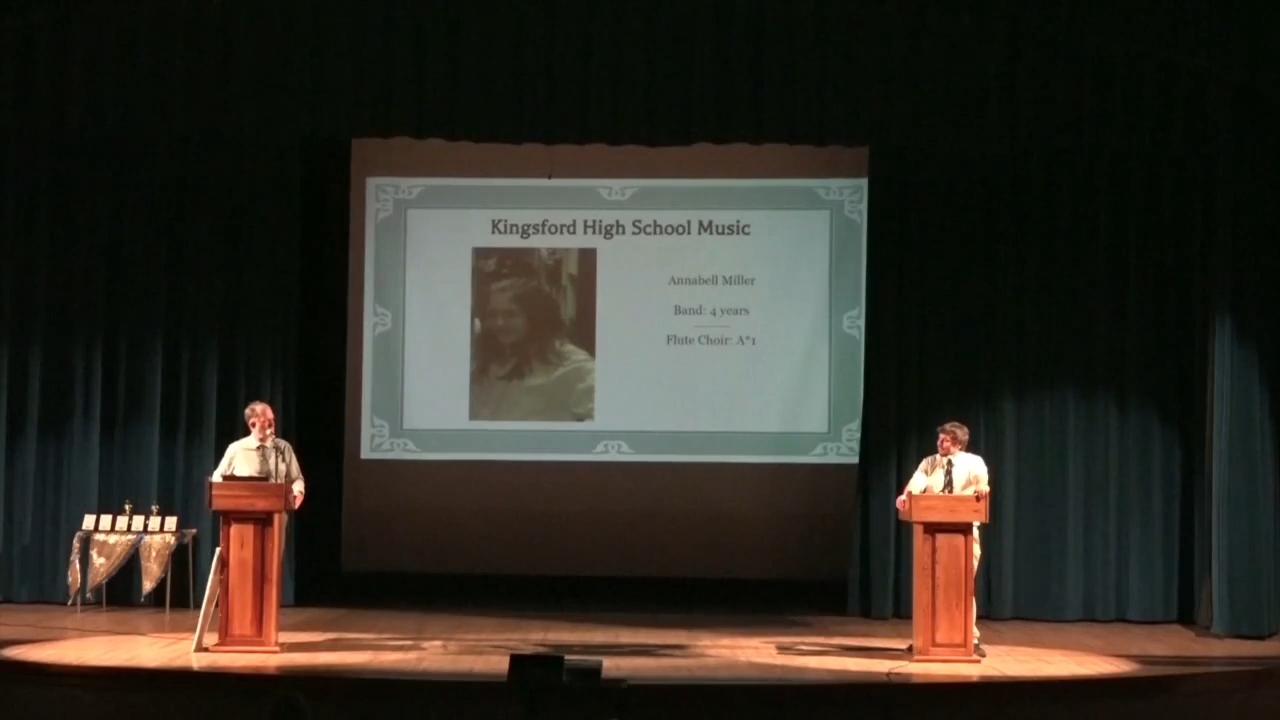 Kingsford High School Music
Annabell Miller
Band: 4 years
Flute Choir: A*1